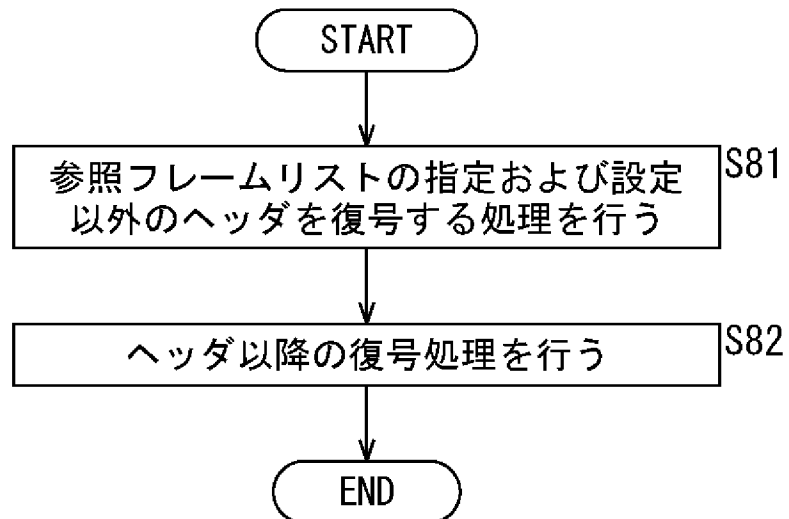 START
参照フレームリストの指定および設定
以外のヘッダを復号する処理を行う
S81
ヘッダ以降の復号処理を行う
S82
END